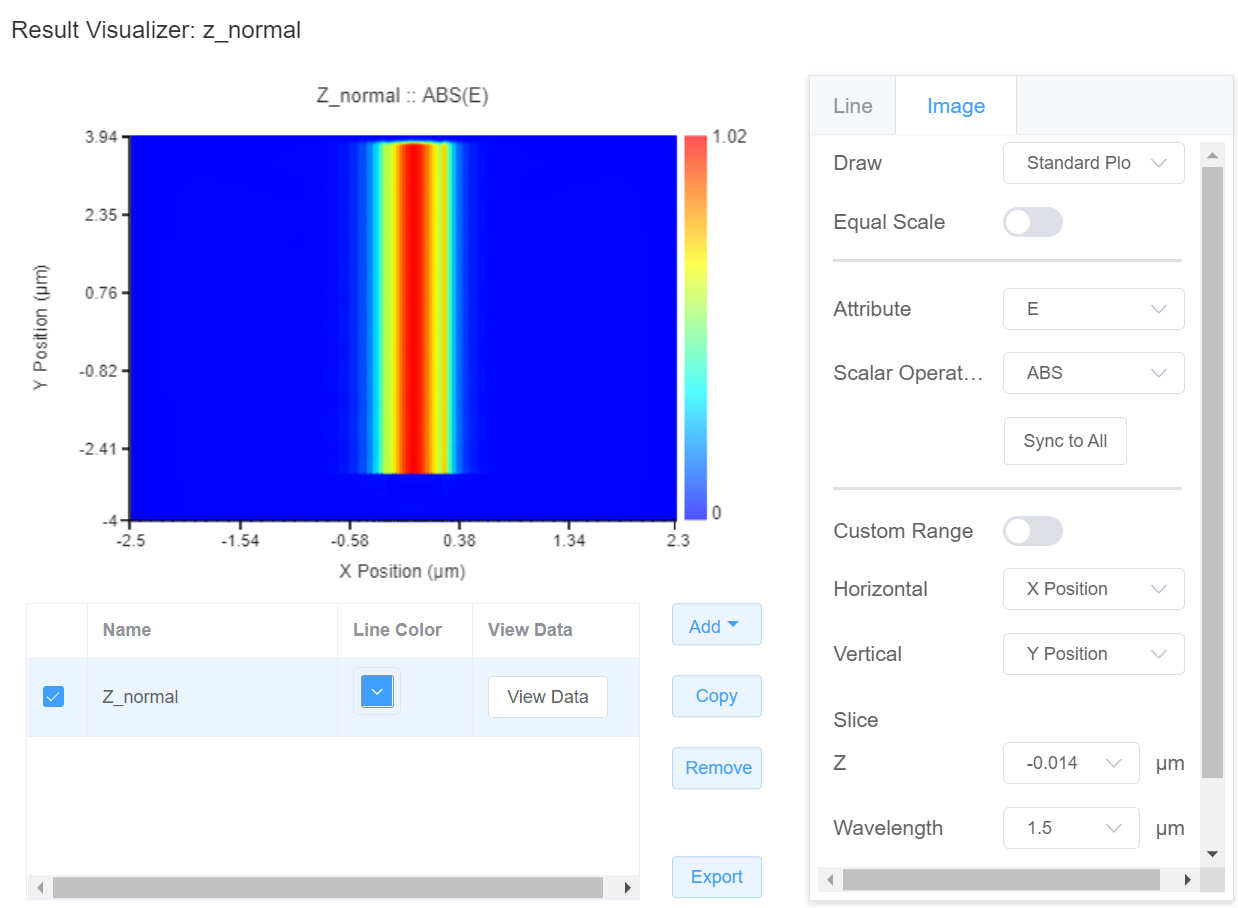 Result Visualizer: z_normal
Z_normal :: ABS(E)
3.94
2.35
0.76
-0.82
-2.41
-4
Y Position (µm)
-2.5 -1.54 -0.58 0.38 1.34 2.3
X Position (µm)
1.02
0
Name Line Color View Data
Z_normal View Data
Add
Copy
Remove
Export
Line Image
Draw Standard Plo
Equal Scale
Attribute E
Scalar Operat... ABS
Sync to All
Custom Range
Horizontal X Position
Vertical Y Position
Slice
Z -0.014 µm
Wavelength 1.5 µm